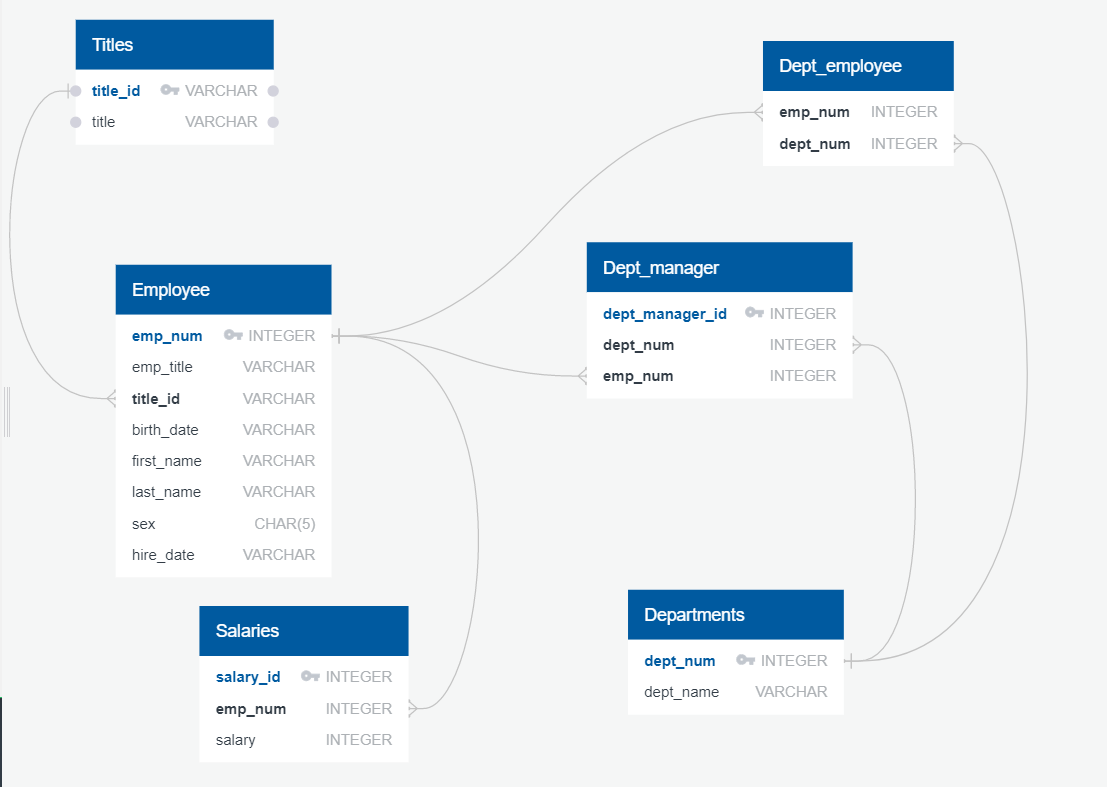 Titles
title_id VARCHAR
title VARCHAR
Employee
emp_num INTEGER
emp_title VARCHAR
title_id VARCHAR
birth_date VARCHAR
first_name VARCHAR
last_name VARCHAR
sex CHAR(5)
hire_date VARCHAR
Salaries
salary_id INTEGER
emp_num INTEGER
salary INTEGER
Dept_employee
emp_num INTEGER
dept_num INTEGER
Dept_manager
dept_manager_id INTEGER
dept_num INTEGER
emp_num INTEGER
Departments
dept_num INTEGER
dept_name VARCHAR